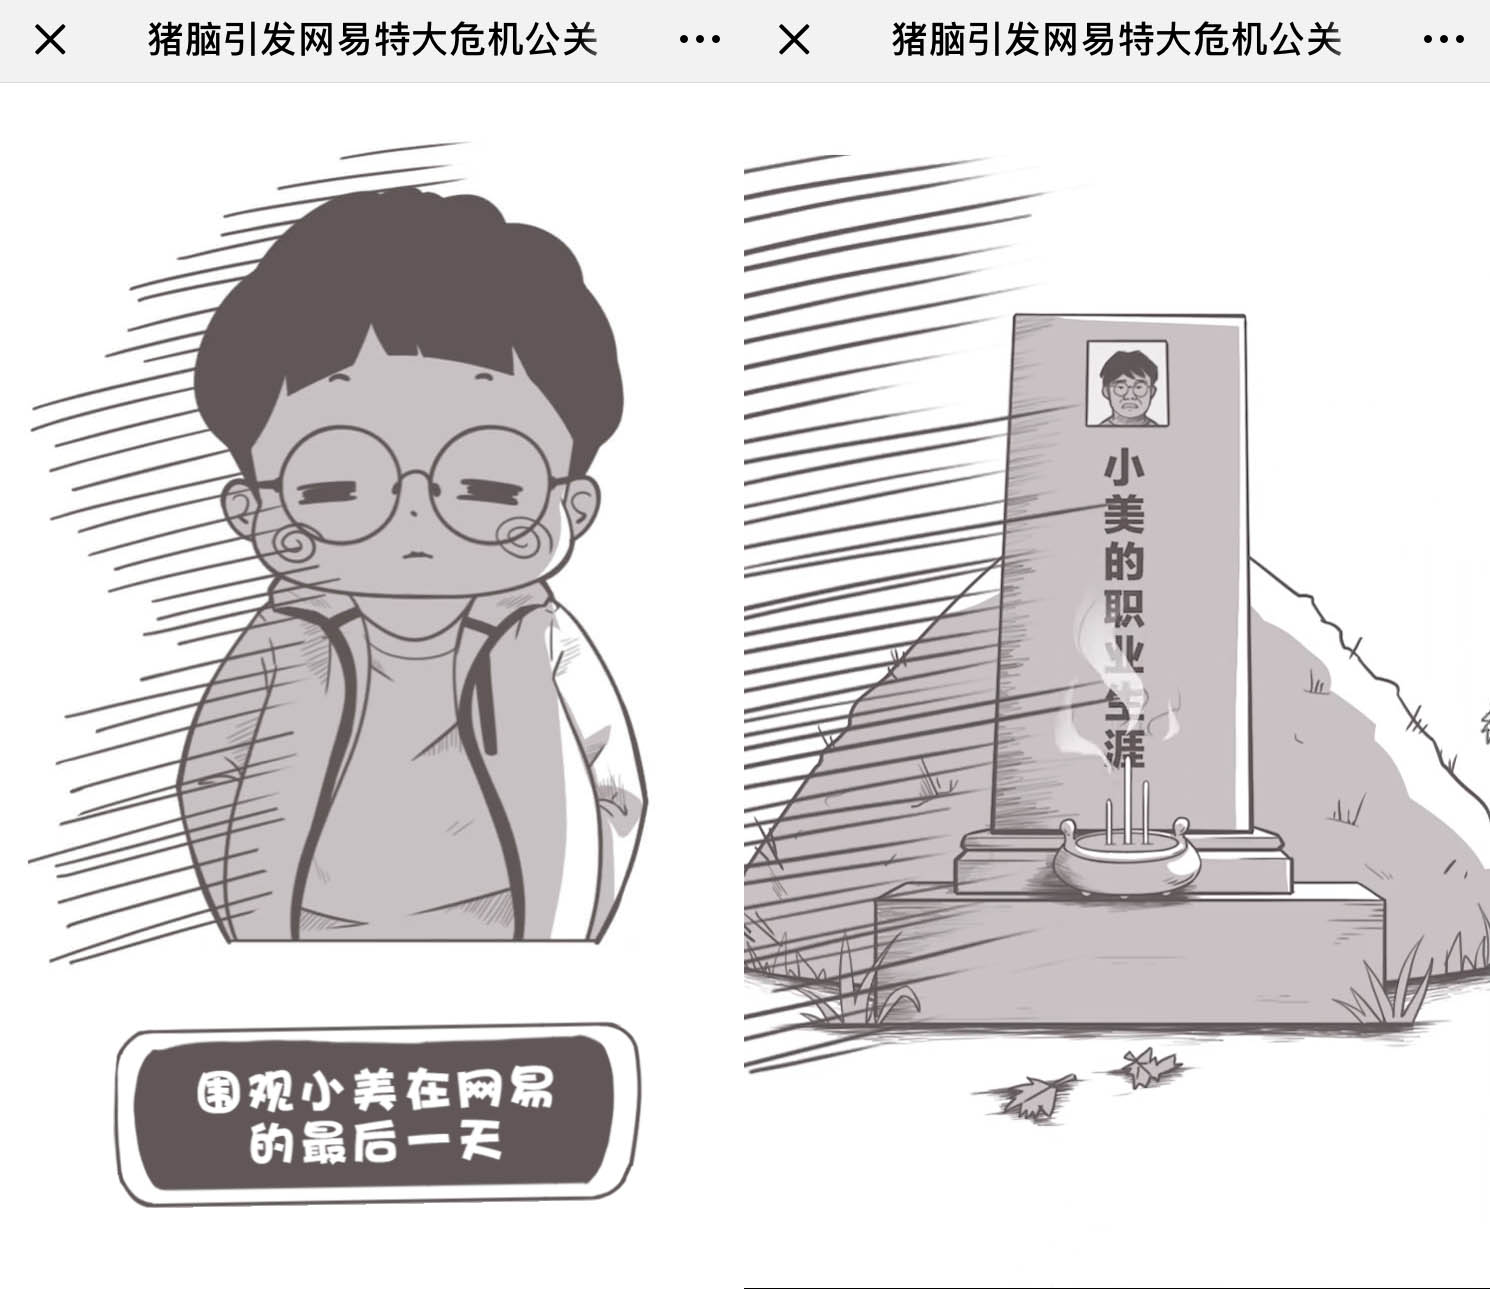 猪脑引发网易特大危机公关
围观小美在网易
的最后一天
猪脑引发网易特大危机公关
小美的职业生涯